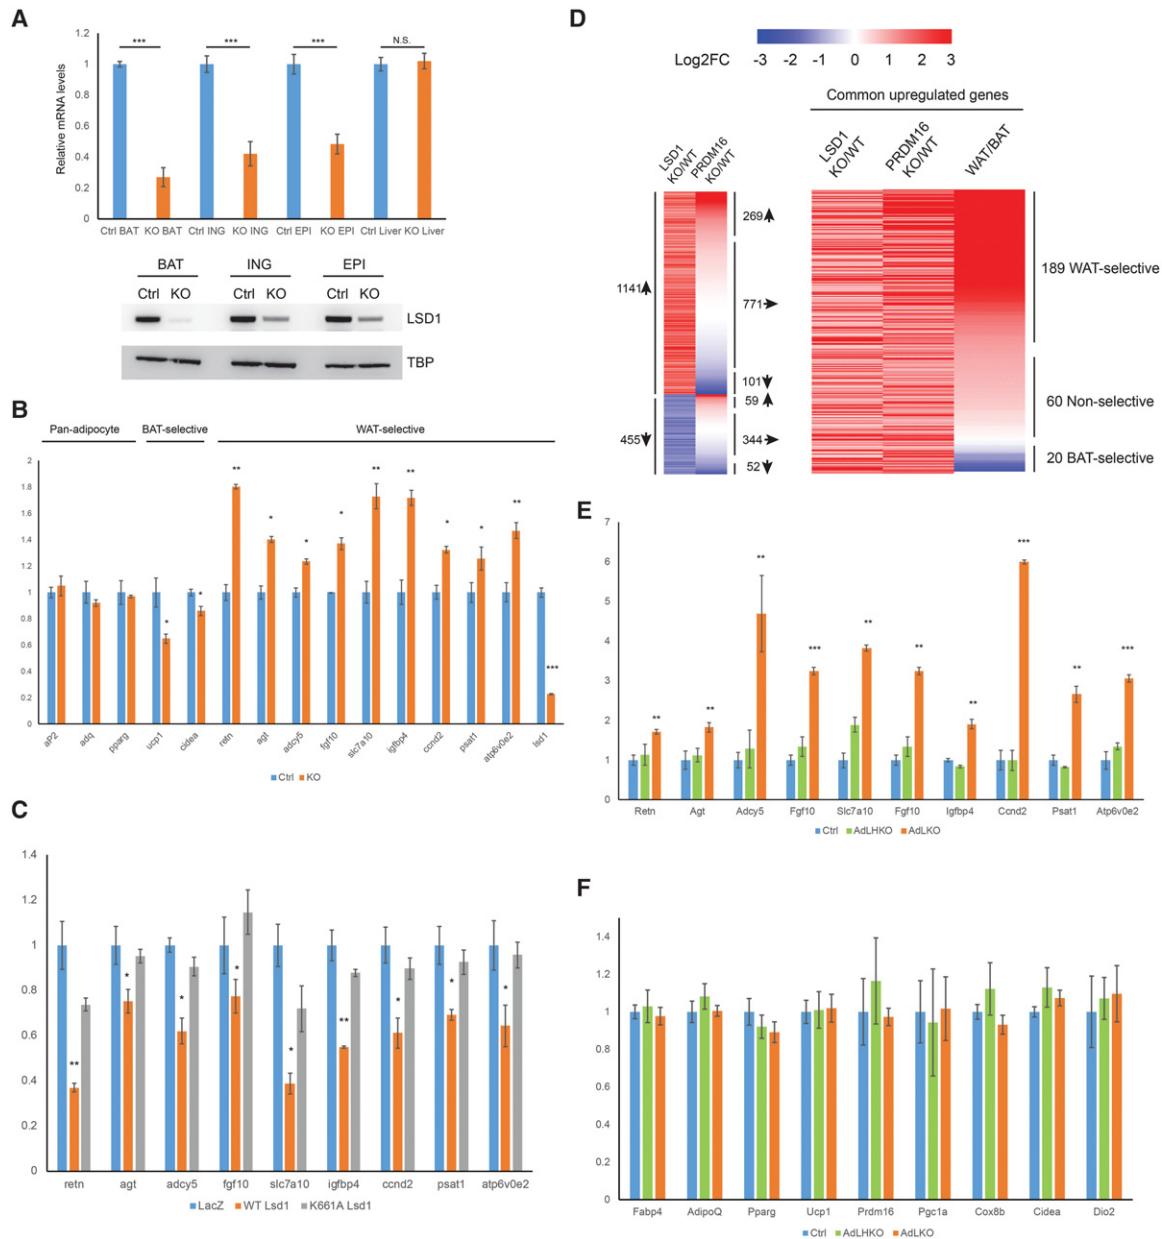 A
1.2
1
0.8
0.6
0.4
0.2
0
Relative mRNA levels
*** *** *** N.S.
Ctrl BAT KO BAT Ctrl ING KO ING Ctrl EPI KO EPI Ctrl Liver KO Liver
BAT ING EPI
Ctrl KO Ctrl KO Ctrl KO
LSD1
TBP
B
Pan-adipocyte BAT-selective WAT-selective
2
1.8
1.6
1.4
1.2
1
0.8
0.6
0.4
0.2
0
* * ** * * * ** ** * * ** ***
aP2 adq pparg ucp1 cidea retn agt adcy5 fgf10 slc7a10 igfbp4 ccnd2 psat1 atp6v0e2 lsd1
Ctrl KO
C
1.4
1.2
1
0.8
0.6
0.4
0.2
0
** * * * * ** * * *
retn agt adcy5 fgf10 slc7a10 igfbp4 ccnd2 psat1 atp6v0e2
LacZ WT Lsd1 K661A Lsd1
D
Log2FC -3 -2 -1 0 1 2 3
Common upregulated genes
LSD1 KO/WT
PRDM16 KO/WT
LSD1 KO/WT
PRDM16 KO/WT
WAT/BAT
1141
455
269
771
101
59
344
52
189 WAT-selective
60 Non-selective
20 BAT-selective
E
7
6
5
4
3
2
1
0
** ** ** *** ** ** ** *** ** ***
Retn Agt Adcy5 Fgf10 Slc7a10 Fgf10 Igfbp4 Ccnd2 Psat1 Atp6v0e2
Ctrl AdLHKO AdLKO
F
1.4
1.2
1
0.8
0.6
0.4
0.2
0
Fabp4 AdipoQ Pparg Ucp1 Prdm16 Pgc1a Cox8b Cidea Dio2
Ctrl AdLHKO AdLKO